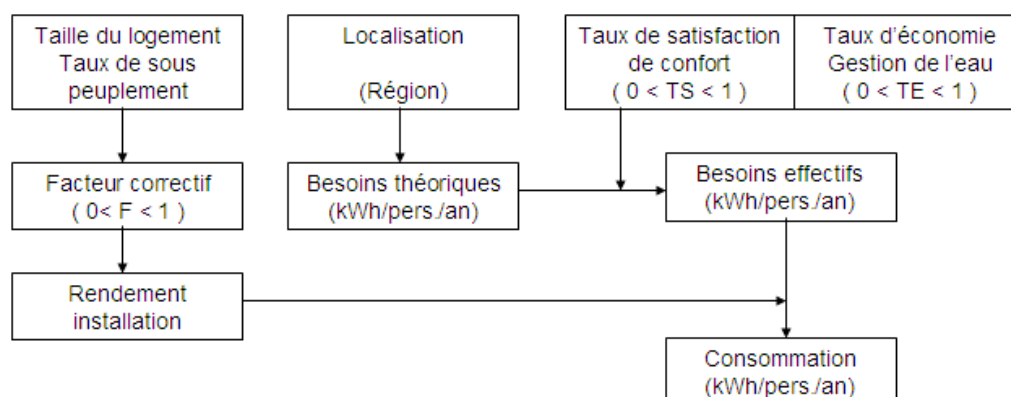 Taille du logement
Taux de sous
peuplement
Localisation
(Région)
Taux de satisfaction
de confort
( 0 < TS < 1 )
Taux d'économie
Gestion de l'eau
( 0 < TE < 1 )
Facteur correctif
( 0< F < 1 )
Besoins théoriques
(kWh/pers./an)
Besoins effectifs
(kWh/pers./an)
Rendement
installation
Consommation
(kWh/pers./an)